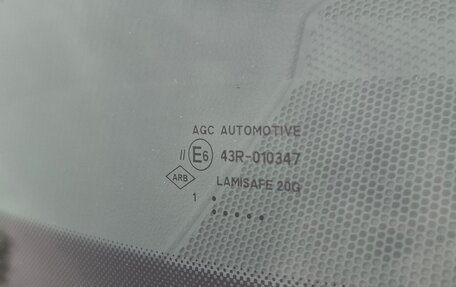 AGC AUTOMOTIVE
II E6 43R-010347
ARB LAMISAFE 20G
1